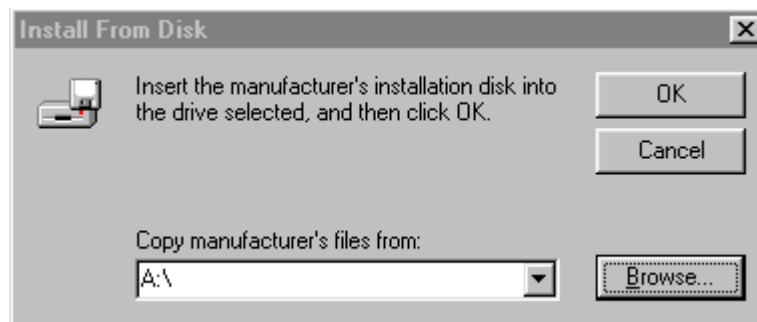 Install From Disk
Insert the manufacturer's installation disk into
the drive selected, and then click OK.
OK
Cancel
Copy manufacturer's files from:
A:\
Browse...